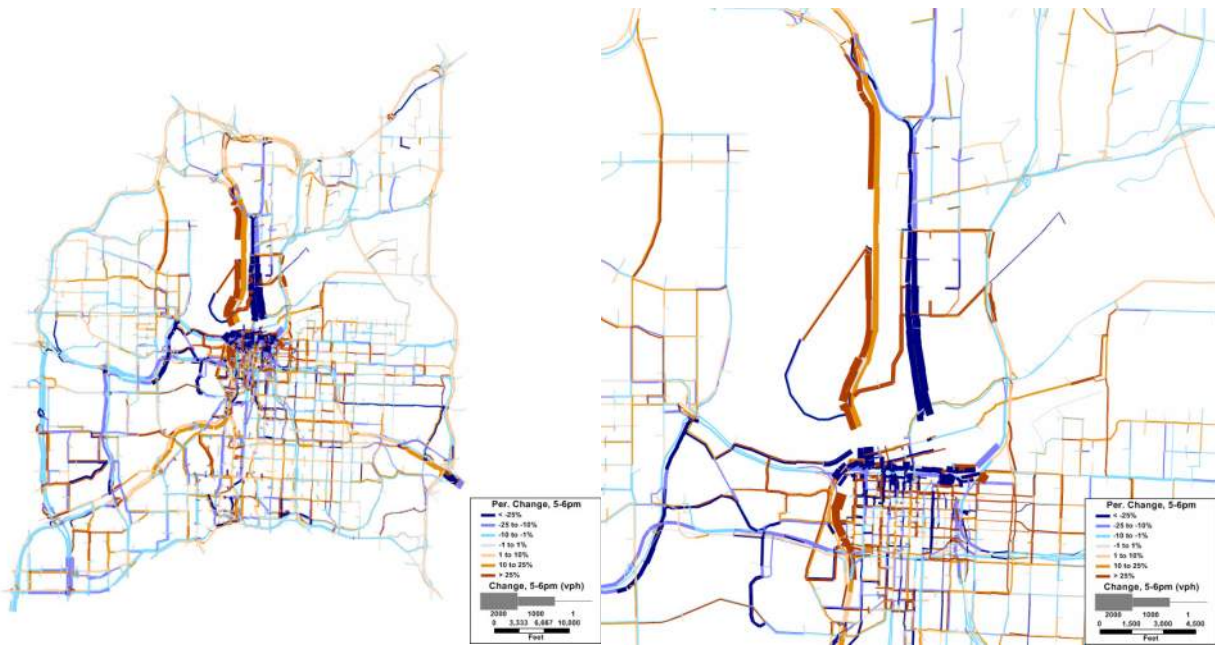 Per. Change, 5-6pm
< -25%
-25 to -10%
-10 to -1%
-1 to 1%
1 to 10%
10 to 25%
> 25%
Change, 5-6pm (vph)
2000 1000 1
0 3,333 6,667 10,000
Feet
Per. Change, 5-6pm
< -25%
-25 to -10%
-10 to -1%
-1 to 1%
1 to 10%
10 to 25%
> 25%
Change, 5-6pm (vph)
2000 1000 1
0 1,500 3,000 4,500
Feet